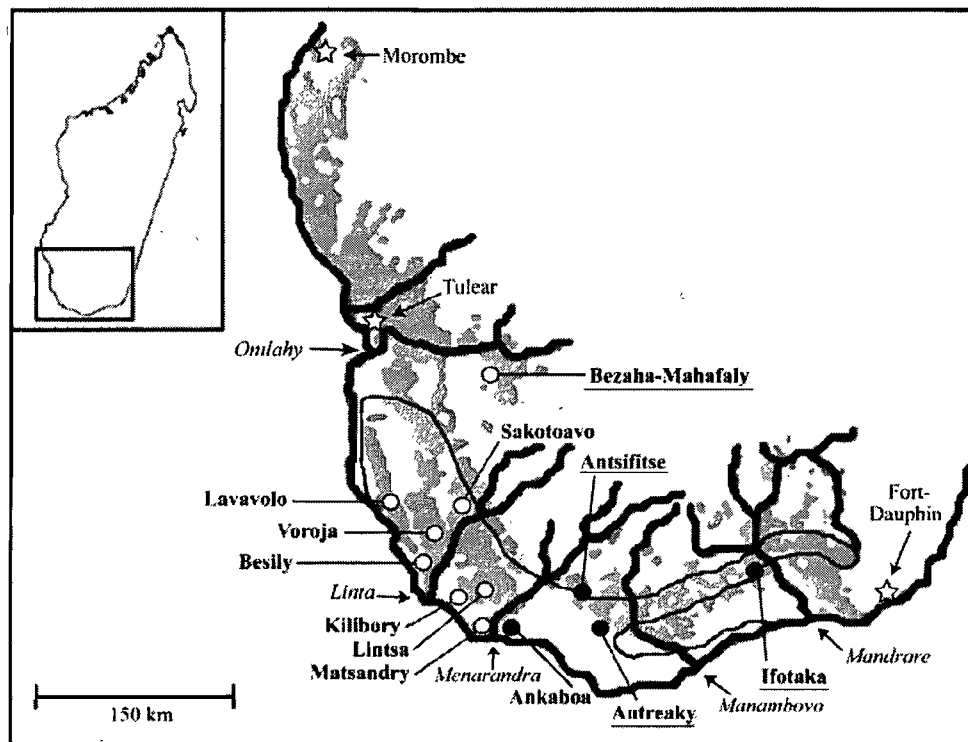 Morombe
Tulear
Onilahy
Bezaha-Mahafaly
Sakotoavo
Antsifitse
Lavavolo
Fort-
Dauphin
Voroja
Besily
Linta
Kilibory
Lintsa
Matsandry
Menarandra
Ankaboa
Antreaky
Manambovo
Ifotaka
Mandrare
150 km